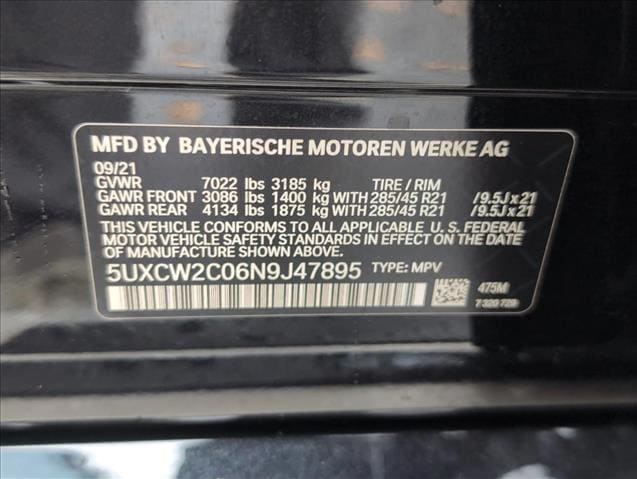 MFD BY BAYERISCHE MOTOREN WERKE AG
09/21
GVWR 7022 lbs 3185 kg TIRE / RIM
GAWR FRONT 3086 lbs 1400 kg WITH 285/45 R21 /9.5J x 21
GAWR REAR 4134 lbs 1875 kg WITH 285/45 R21 /9.5J x 21
THIS VEHICLE CONFORMS TO ALL APPLICABLE U.S. FEDERAL
MOTOR VEHICLE SAFETY STANDARDS IN EFFECT ON THE DATE OF
MANUFACTURE SHOWN ABOVE.
5UXCW2C06N9J47895 TYPE: MPV
475M
7 329 729